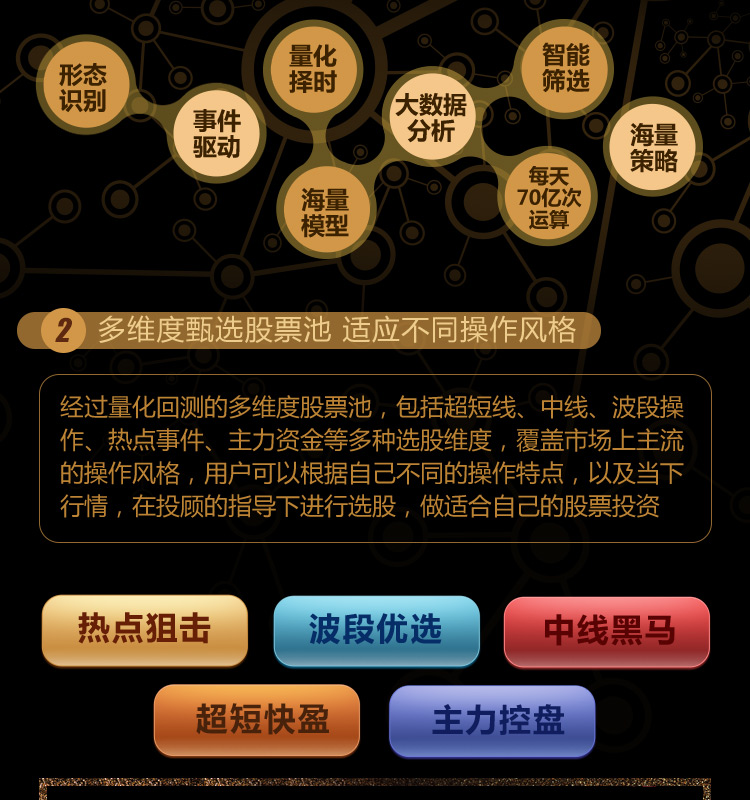 形态
识别
事件
驱动
量化
择时
海量
模型
大数据
分析
智能
筛选
每天
70亿次
运算
海量
策略
2 多维度甄选股票池 适应不同操作风格
经过量化回测的多维度股票池，包括超短线、中线、波段操
作、热点事件、主力资金等多种选股维度，覆盖市场上主流
的操作风格，用户可以根据自己不同的操作特点，以及当下
行情，在投顾的指导下进行选股，做适合自己的股票投资
热点狙击
波段优选
中线黑马
超短快盈
主力控盘